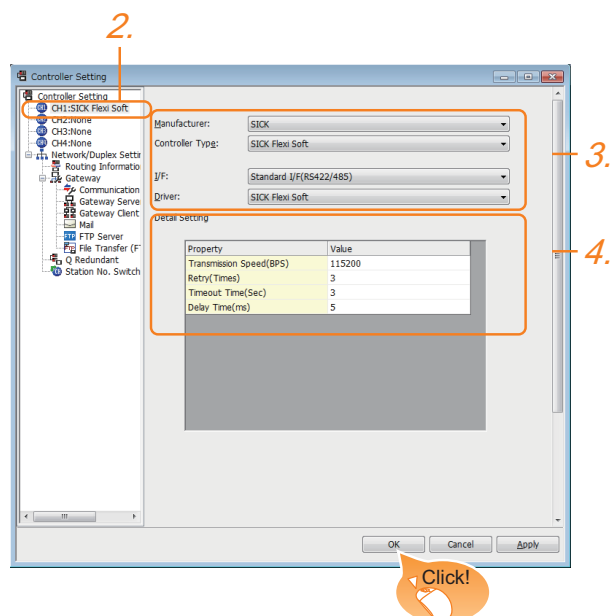 2.
Controller Setting
Controller Setting
CH1:SICK Flexi Soft
CH2:None
CH3:None
CH4:None
Network/Duplex Settir
Routing Informatio
Gateway
Communication
Gateway Serve
Gateway Client
Mail
FTP Server
File Transfer (F
Q Redundant
Station No. Switch
Manufacturer: SICK
Controller Type: SICK Flexi Soft
I/F: Standard I/F(RS422/485)
Driver: SICK Flexi Soft
3.
Detail Setting
4.
Property Value
Transmission Speed(BPS) 115200
Retry(Times) 3
Timeout Time(Sec) 3
Delay Time(ms) 5
OK Cancel Apply
Click!